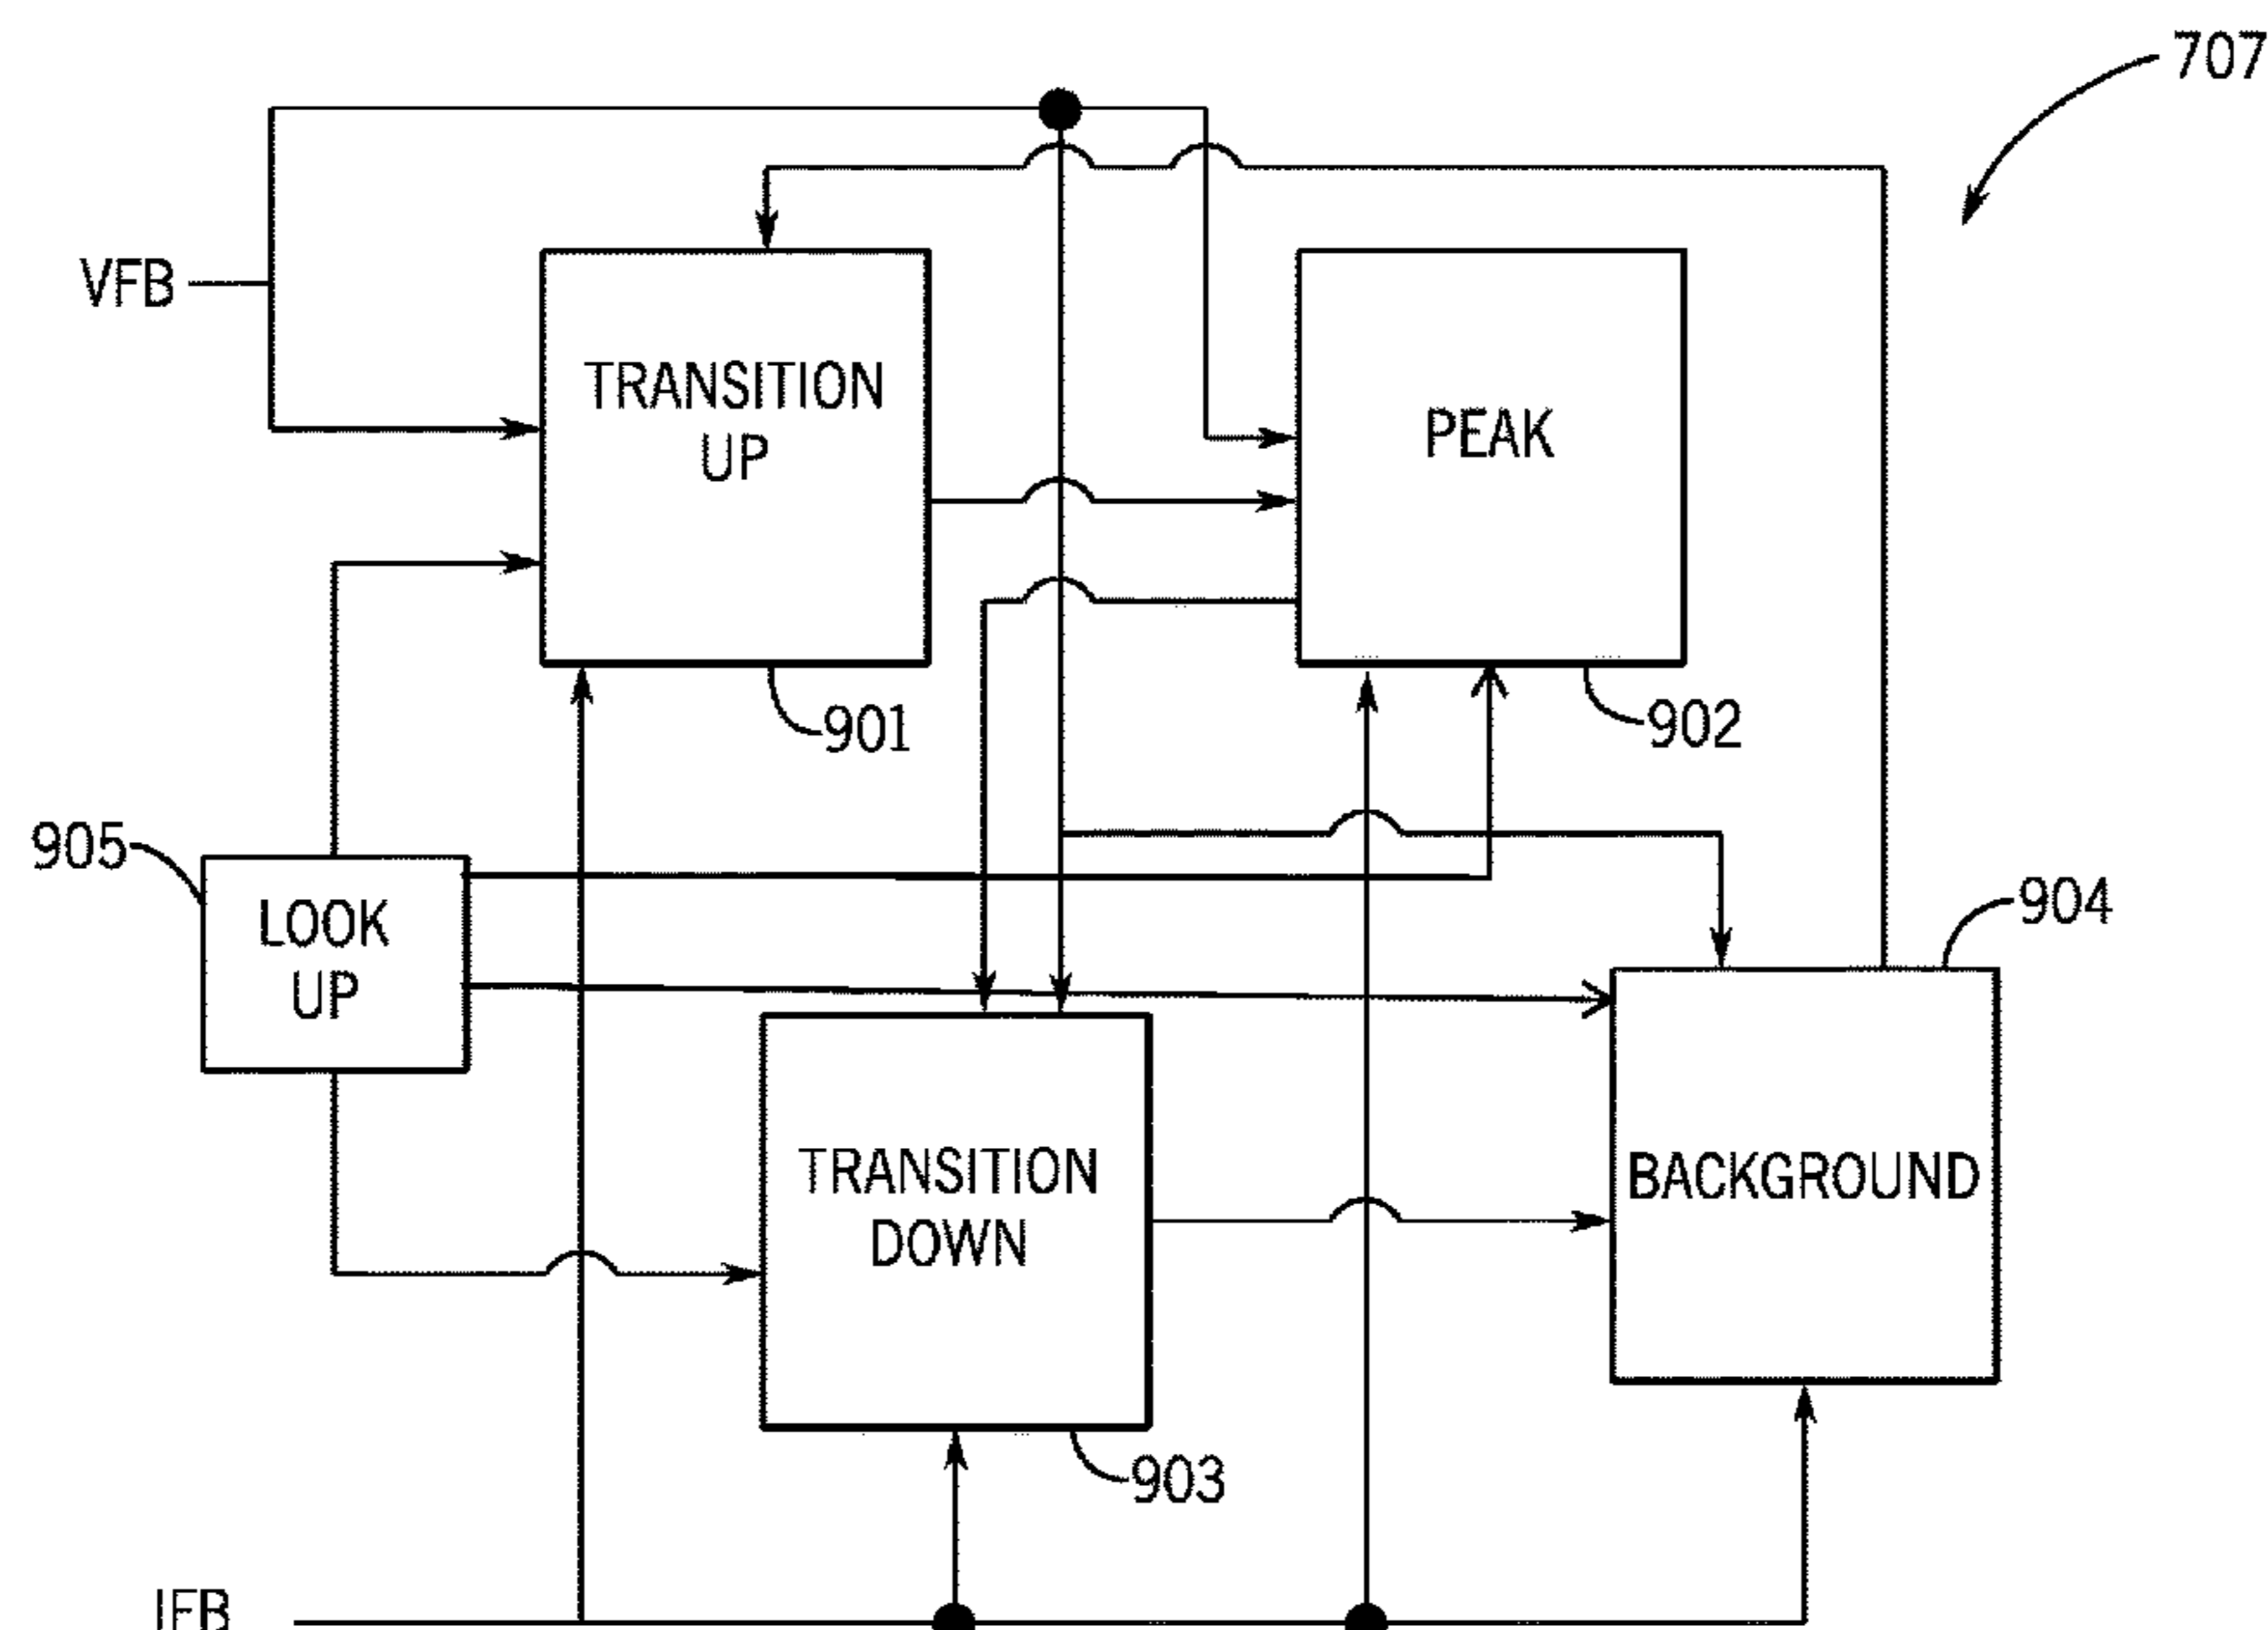 707
VFB
TRANSITION
UP
PEAK
901
902
905
LOOK
UP
904
TRANSITION
DOWN
BACKGROUND
903
IFB